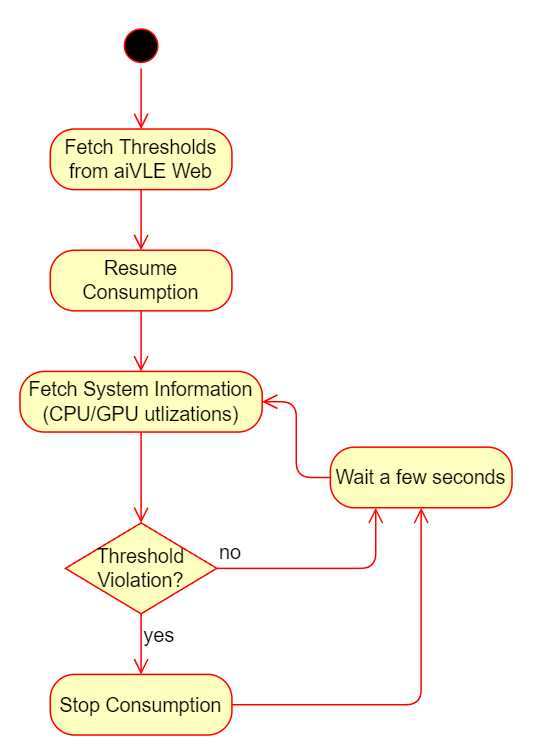 Fetch Thresholds
from aiVLE Web
Resume
Consumption
Fetch System Information
(CPU/GPU utlizations)
Wait a few seconds
Threshold
Violation?
no
yes
Stop Consumption